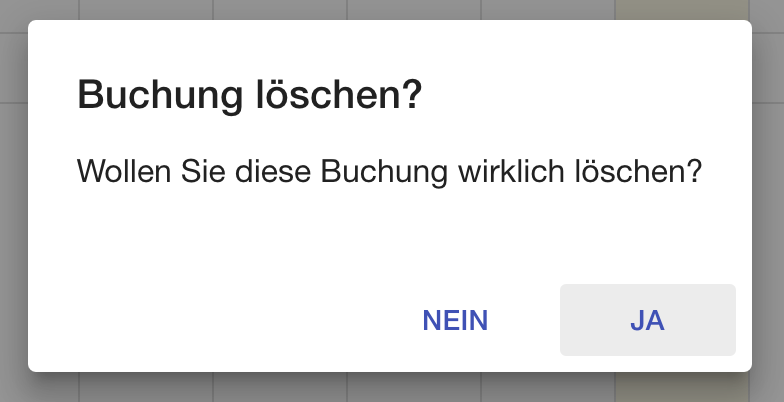 Buchung löschen?
Wollen Sie diese Buchung wirklich löschen?
NEIN JA